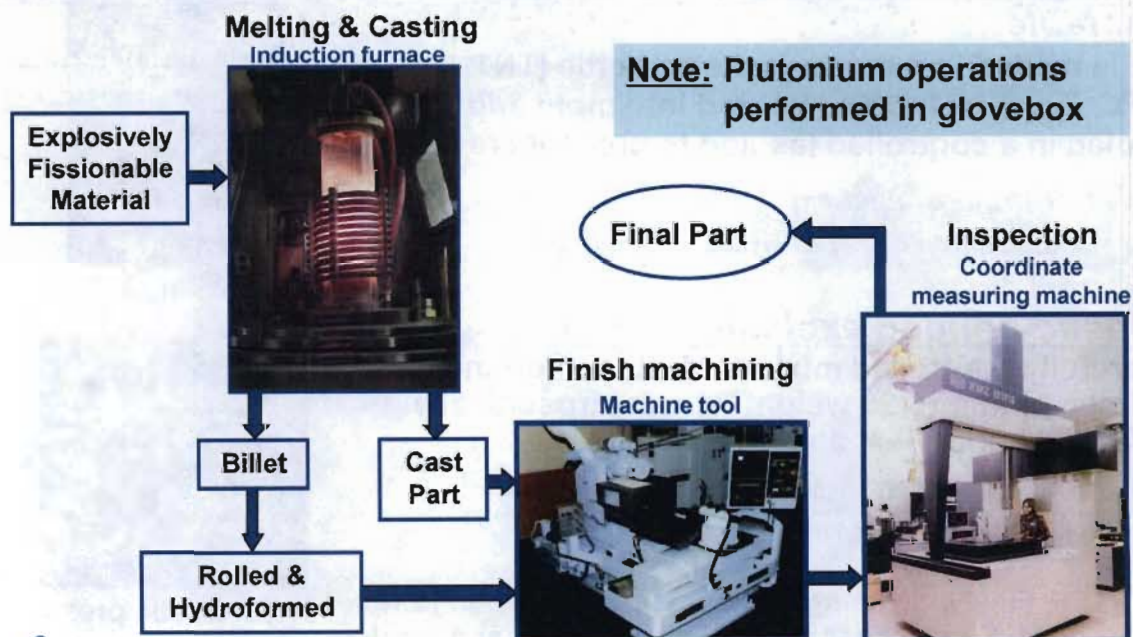 Melting & Casting
Induction furnace
Note: Plutonium operations
performed in glovebox
Explosively
Fissionable
Material
Final Part
Inspection
Coordinate
measuring machine
Finish machining
Machine tool
Billet
Cast
Part
Rolled &
Hydroformed